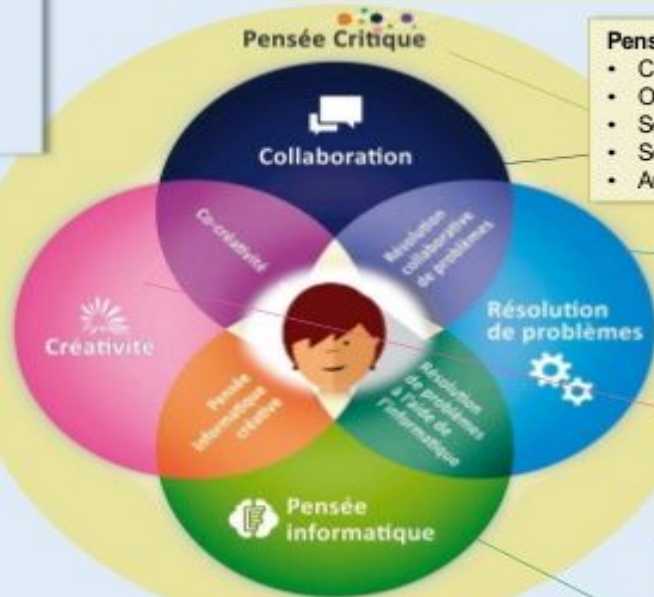 Pensée Critique
Collaboration
Co-créativité
Résolution
collaborative
de problèmes
Créativité
Résolution
de problèmes
Pensée
informatique
créative
Résolution
de problèmes
à l'aide de
l'informatique
Pensée
informatique